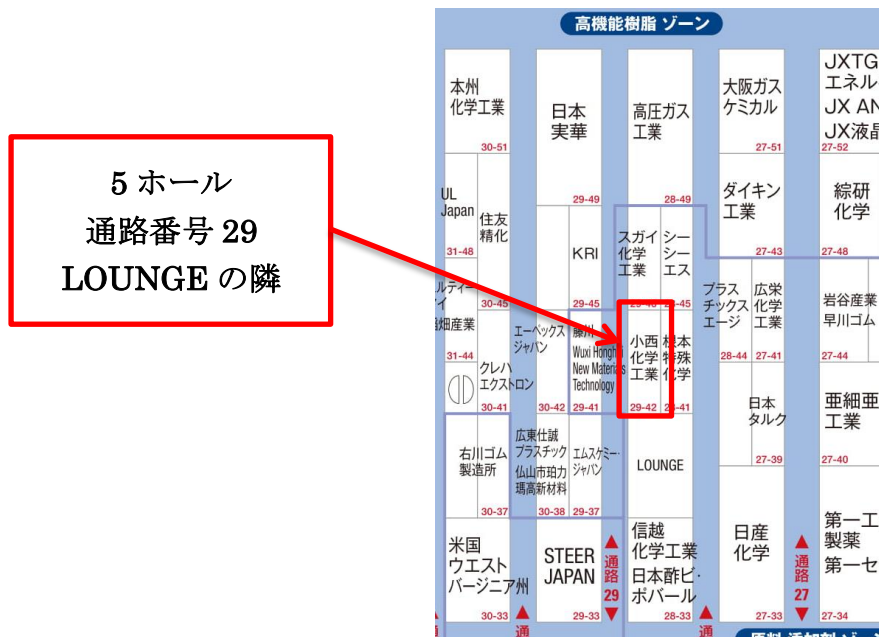 高機能樹脂 ゾーン
5 ホール
通路番号 29
LOUNGE の隣
本州
化学工業
30-51
日本
実華
29-49
高圧ガス
工業
28-49
大阪ガス
ケミカル
27-51
JXTG
エネル
JX AN
JX液晶
27-52
UL
Japan
31-48
住友
精化
30-45
KRI
29-45
スガイ
化学
工業
シー
シー
エス
ダイキン
工業
27-43
綜研
化学
27-48
31-44
クレハ
エクストロン
30-41
エーペックス
ジャパン
30-42
藤川
Wuxi Honghui
New Materials
Technology
29-41
小西
化学
工業
29-42
根本
特殊
化学
プラス
チックス
エージ
28-44
広栄
化学
工業
27-41
岩谷産業
早川ゴム
27-44
右川ゴム
製造所
30-37
広東仕誠
プラスチック
仏山市珀力
瑪高新材料
30-38
エムスケミー・
ジャパン
29-37
LOUNGE
日本
タルク
27-39
亜細亜
工業
27-40
米国
ウエスト
バージニア州
30-33
STEER
JAPAN
29-33
通路
29
信越
化学工業
日本酢ビ・
ポバール
28-33
日産
化学
27-33
通路
27
第一工
製薬
第一セ
27-34
通
通